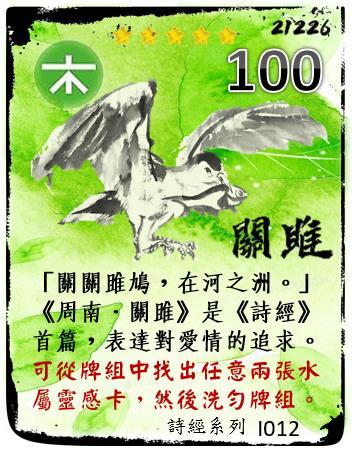 21226
木
100
關雎
「關關雎鳩，在河之洲。」
《周南．關雎》是《詩經》
首篇，表達對愛情的追求。
可從牌組中找出任意兩張水
屬靈感卡，然後洗勻牌組。
詩經系列 I012